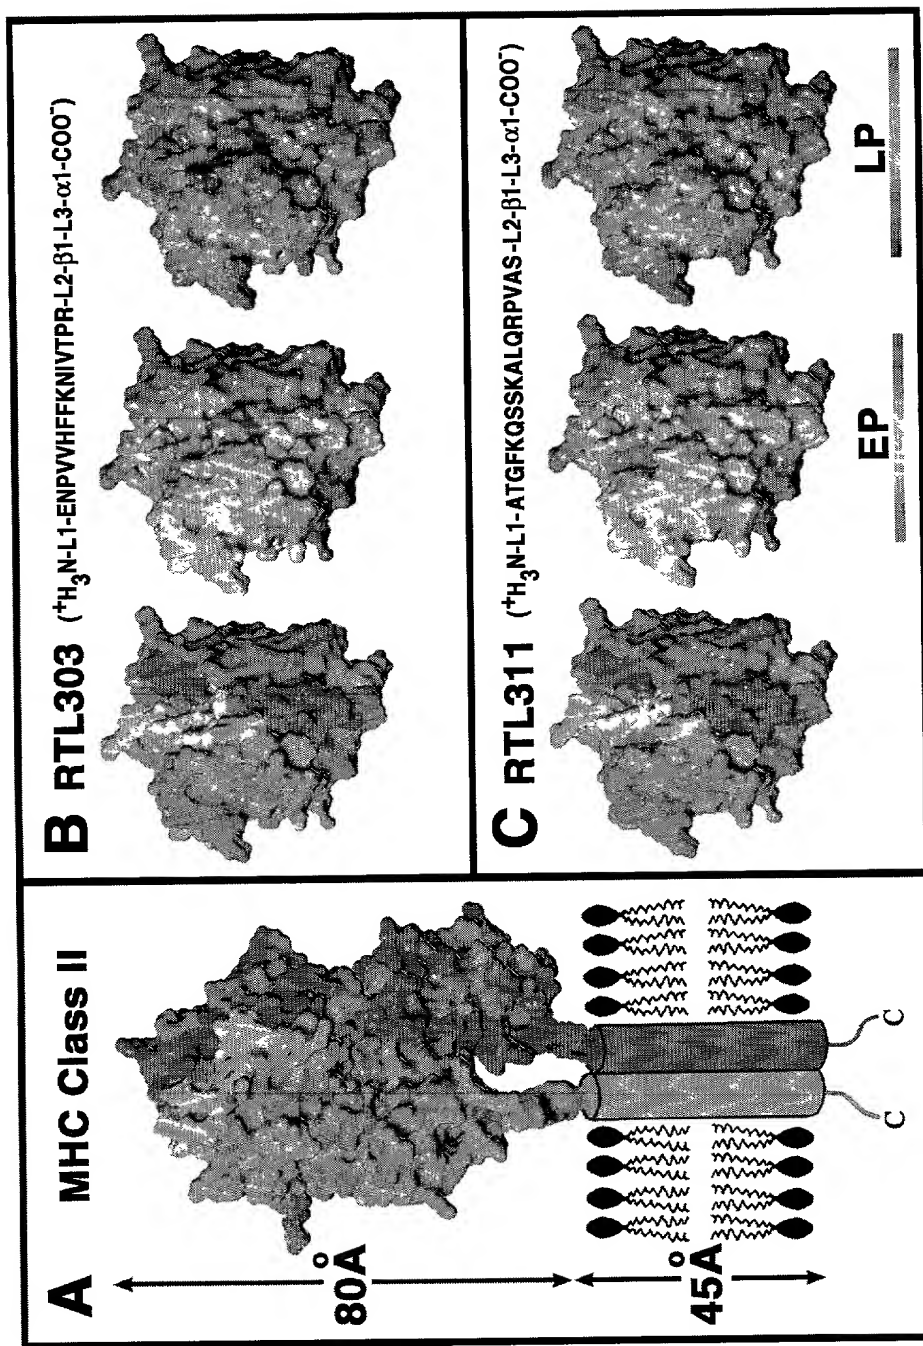 A MHC Class II
80Å
45Å
C
C
B RTL303 (⁺H₃N-L1-ENPVVHFFKNIVTPR-L2-β1-L3-α1-COO⁻)
C RTL311 (⁺H₃N-L1-ATGFKQSSKALQRPVAS-L2-β1-L3-α1-COO⁻)
EP
LP